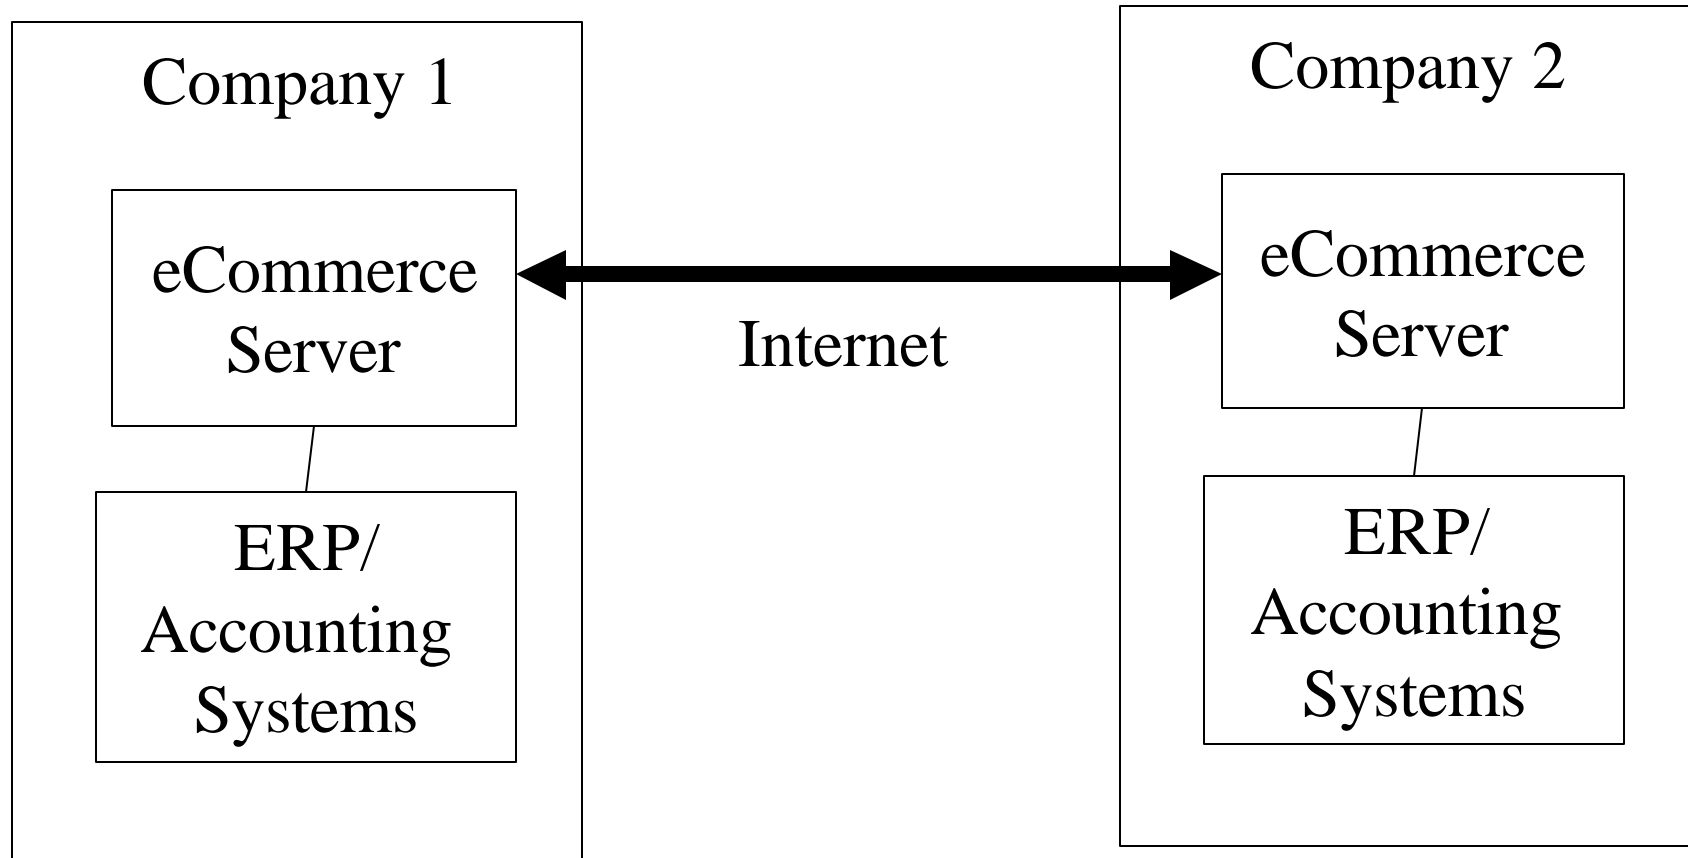 Company 1
eCommerce
Server
ERP/
Accounting
Systems
Internet
Company 2
eCommerce
Server
ERP/
Accounting
Systems